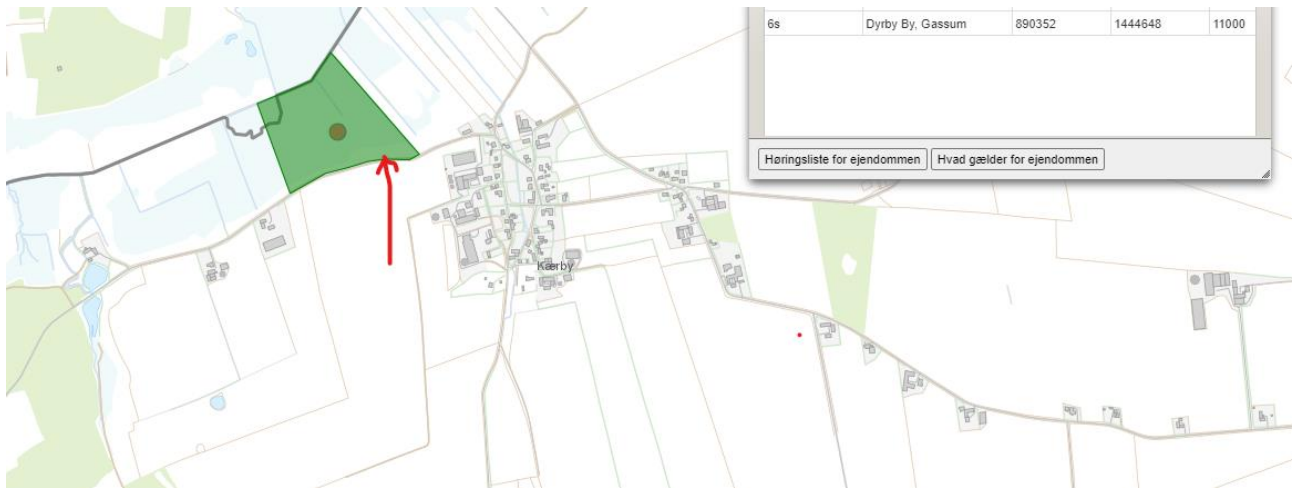 6s Dyrby By, Gassum 890352 1444648 11000
Høringsliste for ejendommen Hvad gælder for ejendommen
Kærby